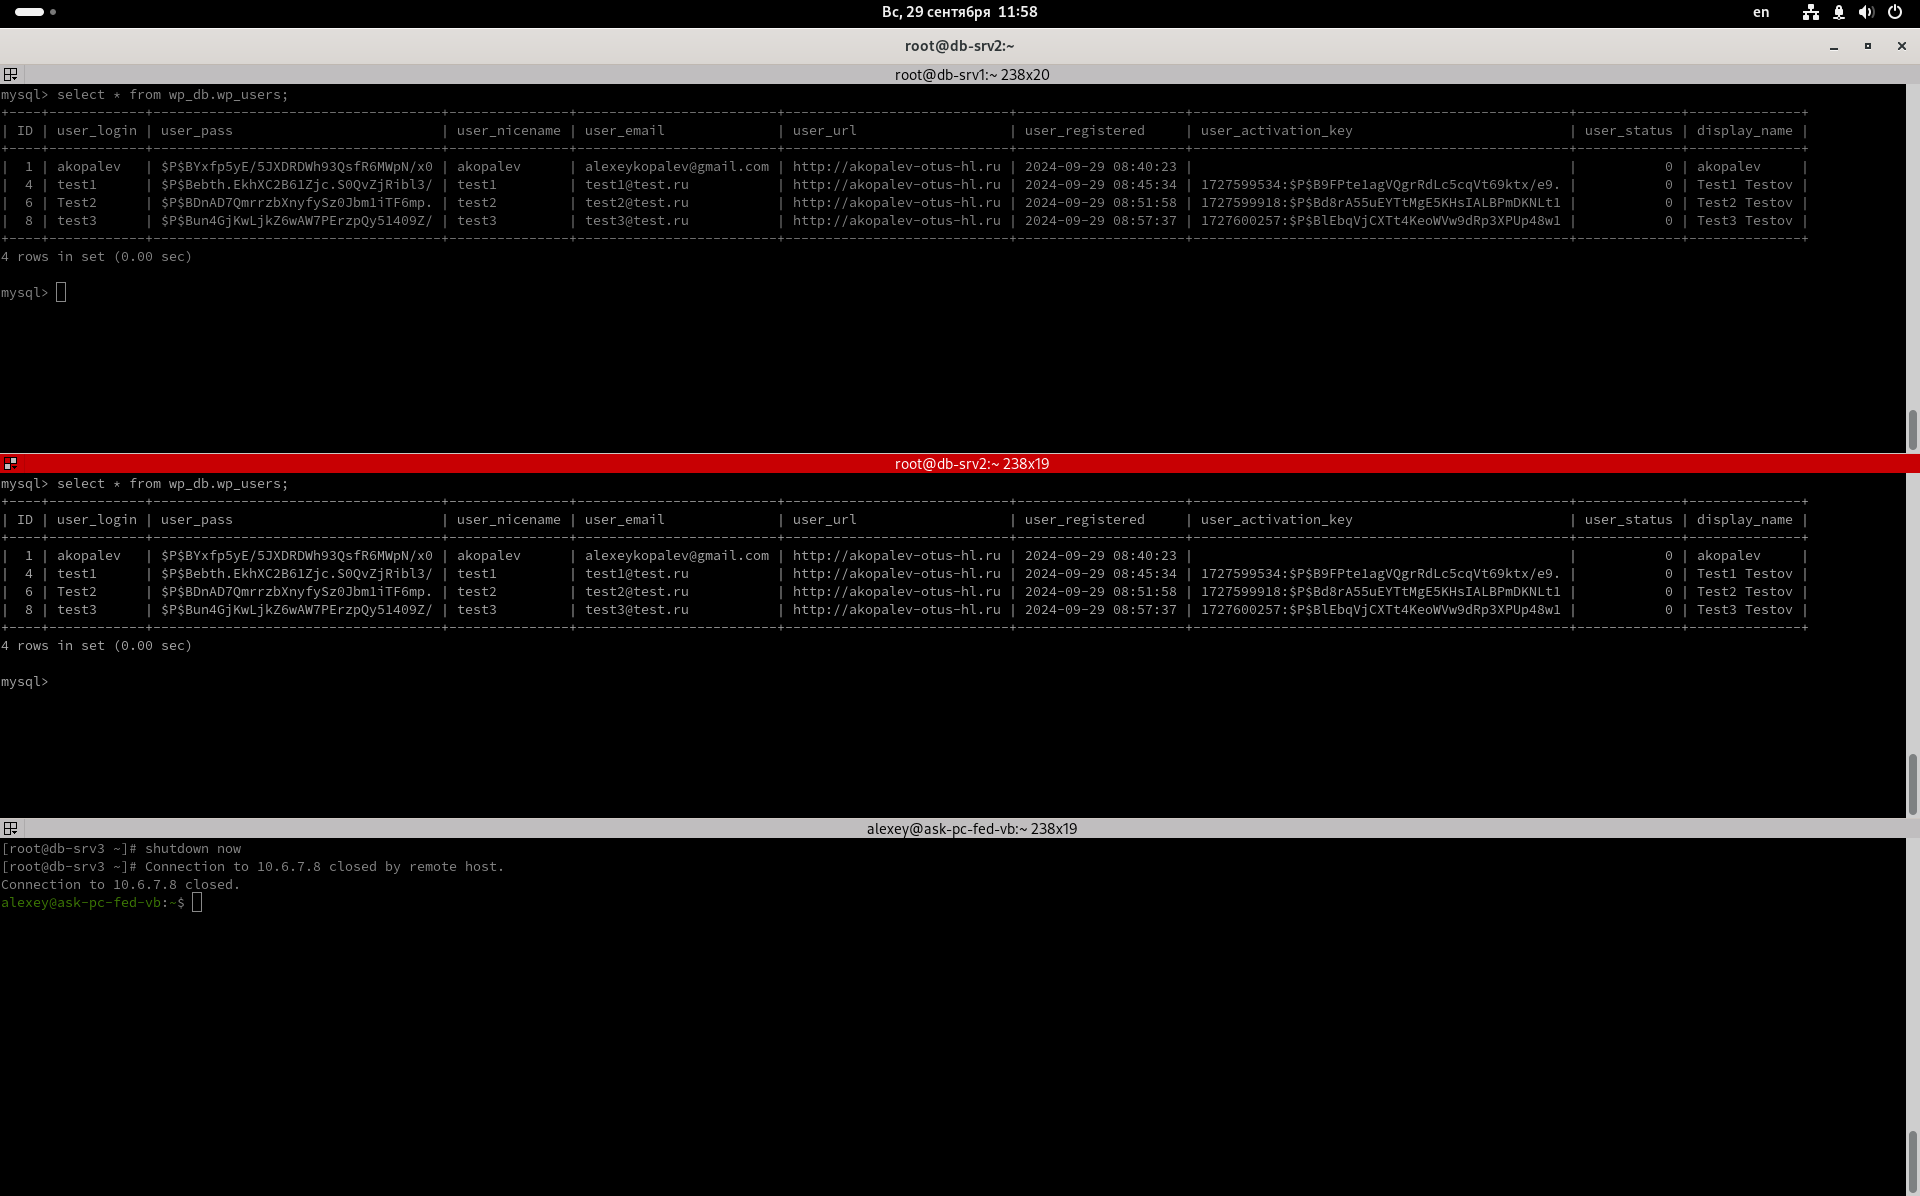 Вс, 29 сентября 11:58
en
root@db-srv2:~
root@db-srv1:~ 238x20
mysql> select * from wp_db.wp_users;
+----+------------+------------------------------------+---------------+-------------------------+----------------------------+---------------------+-----------------------------------------------+-------------+--------------+
| ID | user_login | user_pass | user_nicename | user_email | user_url | user_registered | user_activation_key | user_status | display_name |
+----+------------+------------------------------------+---------------+-------------------------+----------------------------+---------------------+-----------------------------------------------+-------------+--------------+
| 1 | akopalev | $P$BYxfp5yE/5JXDRDWh93QsfR6MWpN/x0 | akopalev | alexeykopalev@gmail.com | http://akopalev-otus-hl.ru | 2024-09-29 08:40:23 | | 0 | akopalev |
| 4 | test1 | $P$Bebth.EkhXC2B61Zjc.S0QvZjRibl3/ | test1 | test1@test.ru | http://akopalev-otus-hl.ru | 2024-09-29 08:45:34 | 1727599534:$P$B9FPte1agVQgrRdLc5cqVt69ktx/e9. | 0 | Test1 Testov |
| 6 | Test2 | $P$BDnAD7QmrrzbXnyfySz0Jbm1iTF6mp. | test2 | test2@test.ru | http://akopalev-otus-hl.ru | 2024-09-29 08:51:58 | 1727599918:$P$Bd8rA55uEYTtMgE5KHsIALBPmDKNLt1 | 0 | Test2 Testov |
| 8 | test3 | $P$Bun4GjKwLjkZ6wAW7PErzpQy51409Z/ | test3 | test3@test.ru | http://akopalev-otus-hl.ru | 2024-09-29 08:57:37 | 1727600257:$P$BlEbqVjCXTt4KeoWVw9dRp3XPUp48w1 | 0 | Test3 Testov |
+----+------------+------------------------------------+---------------+-------------------------+----------------------------+---------------------+-----------------------------------------------+-------------+--------------+
4 rows in set (0.00 sec)
mysql>
root@db-srv2:~ 238x19
mysql> select * from wp_db.wp_users;
+----+------------+------------------------------------+---------------+-------------------------+----------------------------+---------------------+-----------------------------------------------+-------------+--------------+
| ID | user_login | user_pass | user_nicename | user_email | user_url | user_registered | user_activation_key | user_status | display_name |
+----+------------+------------------------------------+---------------+-------------------------+----------------------------+---------------------+-----------------------------------------------+-------------+--------------+
| 1 | akopalev | $P$BYxfp5yE/5JXDRDWh93QsfR6MWpN/x0 | akopalev | alexeykopalev@gmail.com | http://akopalev-otus-hl.ru | 2024-09-29 08:40:23 | | 0 | akopalev |
| 4 | test1 | $P$Bebth.EkhXC2B61Zjc.S0QvZjRibl3/ | test1 | test1@test.ru | http://akopalev-otus-hl.ru | 2024-09-29 08:45:34 | 1727599534:$P$B9FPte1agVQgrRdLc5cqVt69ktx/e9. | 0 | Test1 Testov |
| 6 | Test2 | $P$BDnAD7QmrrzbXnyfySz0Jbm1iTF6mp. | test2 | test2@test.ru | http://akopalev-otus-hl.ru | 2024-09-29 08:51:58 | 1727599918:$P$Bd8rA55uEYTtMgE5KHsIALBPmDKNLt1 | 0 | Test2 Testov |
| 8 | test3 | $P$Bun4GjKwLjkZ6wAW7PErzpQy51409Z/ | test3 | test3@test.ru | http://akopalev-otus-hl.ru | 2024-09-29 08:57:37 | 1727600257:$P$BlEbqVjCXTt4KeoWVw9dRp3XPUp48w1 | 0 | Test3 Testov |
+----+------------+------------------------------------+---------------+-------------------------+----------------------------+---------------------+-----------------------------------------------+-------------+--------------+
4 rows in set (0.00 sec)
mysql>
alexey@ask-pc-fed-vb:~ 238x19
[root@db-srv3 ~]# shutdown now
[root@db-srv3 ~]# Connection to 10.6.7.8 closed by remote host.
Connection to 10.6.7.8 closed.
alexey@ask-pc-fed-vb:~$